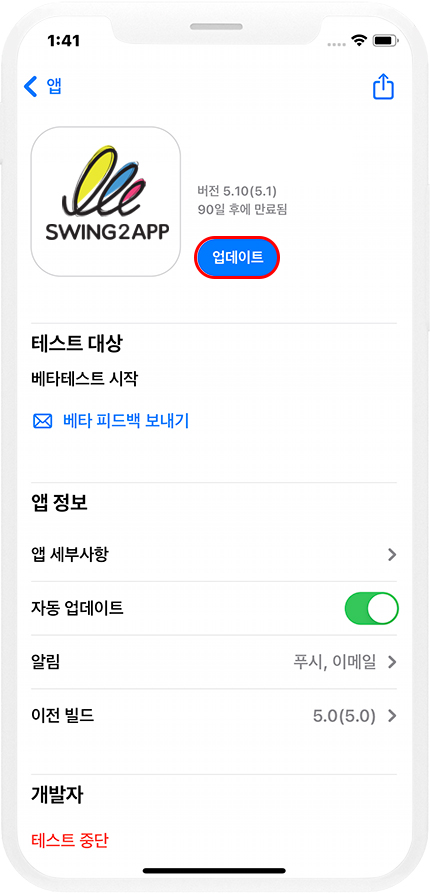 1:41
앱
SWING2APP
버전 5.10(5.1)
90일 후에 만료됨
업데이트
테스트 대상
베타테스트 시작
베타 피드백 보내기
앱 정보
앱 세부사항
자동 업데이트
알림 푸시, 이메일
이전 빌드 5.0(5.0)
개발자
테스트 중단